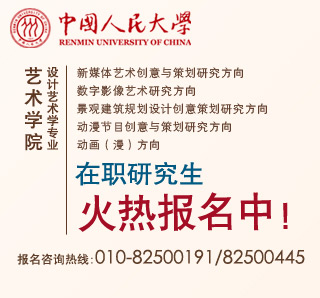 中国人民大学
RENMIN UNIVERSITY OF CHINA
艺术学院
设计艺术学专业
新媒体艺术创意与策划研究方向
数字影像艺术研究方向
景观建筑规划设计创意策划研究方向
动漫节目创意与策划研究方向
动画（漫）方向
在职研究生
火热报名中!
报名咨询热线:010-82500191/82500445